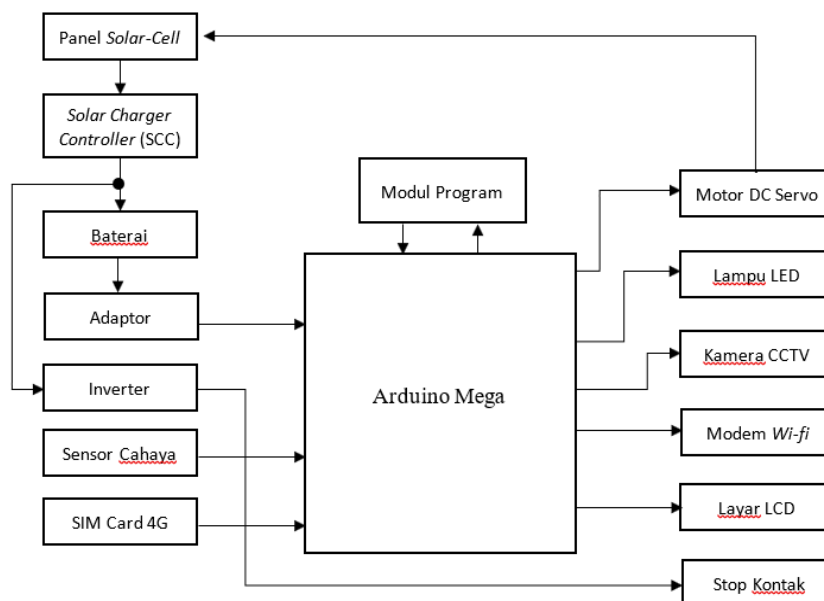 Panel Solar-Cell
Solar Charger
Controller (SCC)
Baterai
Adaptor
Inverter
Sensor Cahaya
SIM Card 4G
Modul Program
Arduino Mega
Motor DC Servo
Lampu LED
Kamera CCTV
Modem Wi-fi
Layar LCD
Stop Kontak